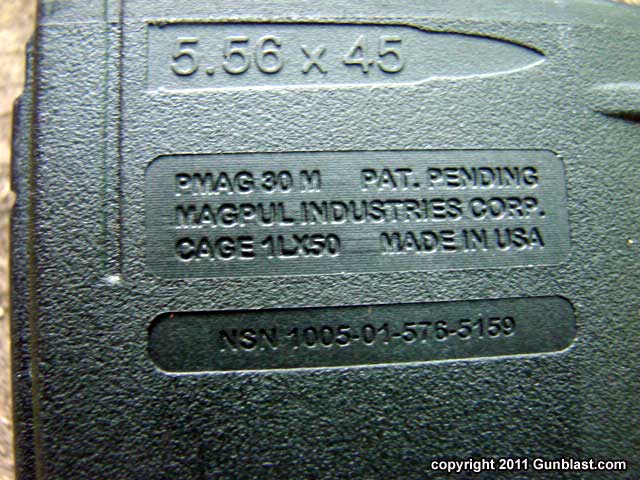 5.56 x 45
PMAG 30 M PAT. PENDING
MAGPUL INDUSTRIES CORP.
CAGE 1LX50 MADE IN USA
NSN 1005-01-576-5159
copyright 2011 Gunblast.com